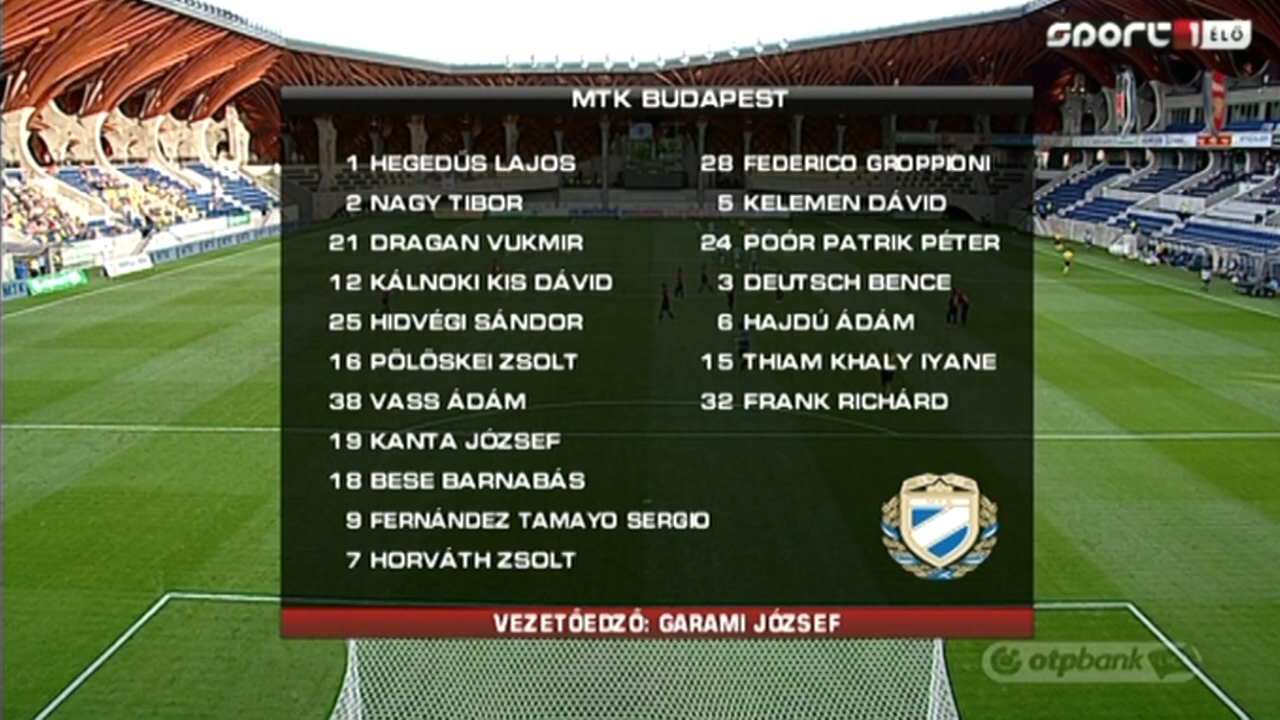 sport 1 ÉLŐ
MTK BUDAPEST
1 HEGEDŰS LAJOS
2 NAGY TIBOR
21 DRAGAN VUKMIR
12 KÁLNOKI KIS DÁVID
25 HIDVÉGI SÁNDOR
16 PÖLÖSKEI ZSOLT
38 VASS ÁDÁM
19 KANTA JÓZSEF
18 BESE BARNABÁS
9 FERNÁNDEZ TAMAYO SERGIO
7 HORVÁTH ZSOLT
28 FEDERICO GROPPIONI
5 KELEMEN DÁVID
24 POÓR PATRIK PÉTER
3 DEUTSCH BENCE
6 HAJDÚ ÁDÁM
15 THIAM KHALY IYANE
32 FRANK RICHÁRD
VEZETŐEDZŐ: GARAMI JÓZSEF
otpbank